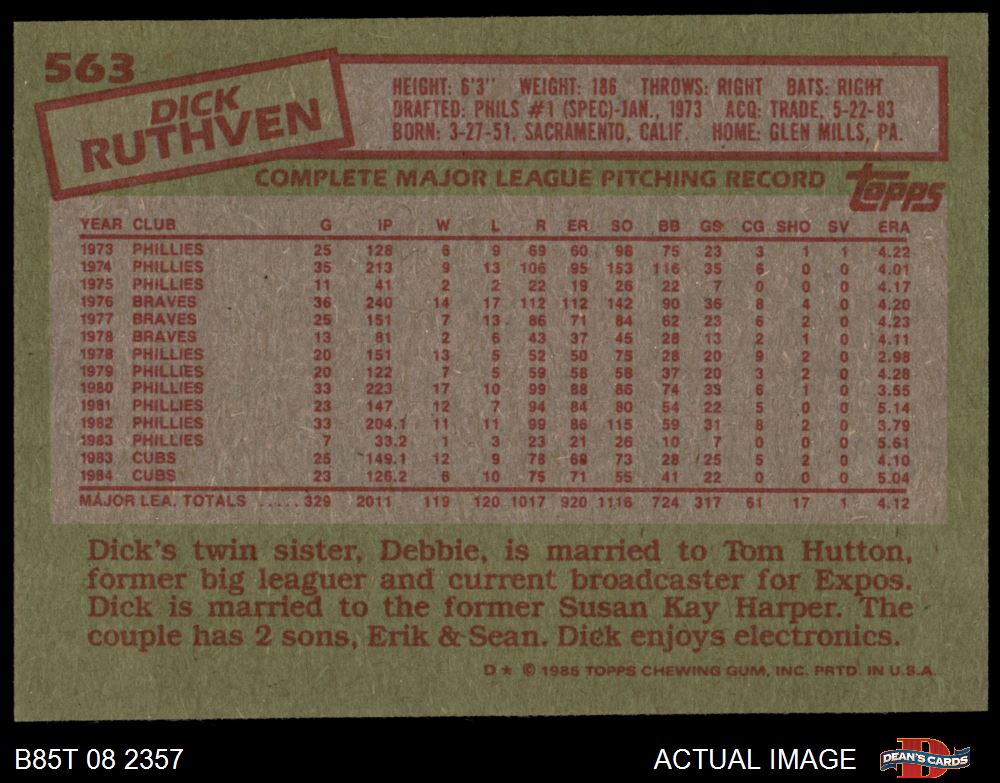 563
DICK
RUTHVEN
HEIGHT: 6'3'' WEIGHT: 186 THROWS: RIGHT BATS: RIGHT
DRAFTED: PHILS #1 (SPEC)-JAN., 1973 ACQ: TRADE, 5-22-83
BORN: 3-27-51, SACRAMENTO, CALIF. HOME: GLEN MILLS, PA.
COMPLETE MAJOR LEAGUE PITCHING RECORD
topps
YEAR CLUB G IP W L R ER SO BB GS CG SHO SV ERA
1973 PHILLIES 25 128 6 9 69 60 98 75 23 3 1 1 4.22
1974 PHILLIES 35 213 9 13 106 95 153 116 35 6 0 0 4.01
1975 PHILLIES 11 41 2 2 22 19 26 22 7 0 0 0 4.17
1976 BRAVES 36 240 14 17 112 112 142 90 36 8 4 0 4.20
1977 BRAVES 25 151 7 13 86 71 84 62 23 6 2 0 4.23
1978 BRAVES 13 81 2 6 43 37 45 28 13 2 1 0 4.11
1978 PHILLIES 20 151 13 5 52 50 75 28 20 9 2 0 2.98
1979 PHILLIES 20 122 7 5 59 58 58 37 20 3 2 0 4.28
1980 PHILLIES 33 223 17 10 99 88 86 74 33 6 1 0 3.55
1981 PHILLIES 23 147 12 7 94 84 80 54 22 5 0 0 5.14
1982 PHILLIES 33 204.1 11 11 99 86 115 59 31 8 2 0 3.79
1983 PHILLIES 7 33.2 1 3 23 21 26 10 7 0 0 0 5.61
1983 CUBS 25 149.1 12 9 78 68 73 28 25 5 2 0 4.10
1984 CUBS 23 126.2 6 10 75 71 55 41 22 0 0 0 5.04
MAJOR LEA. TOTALS ..... 329 2011 119 120 1017 920 1116 724 317 61 17 1 4.12
Dick's twin sister, Debbie, is married to Tom Hutton,
former big leaguer and current broadcaster for Expos.
Dick is married to the former Susan Kay Harper. The
couple has 2 sons, Erik & Sean. Dick enjoys electronics.
D * © 1985 TOPPS CHEWING GUM, INC. PRTD. IN U.S.A.
B85T 08 2357
ACTUAL IMAGE
D
DEAN'S CARDS